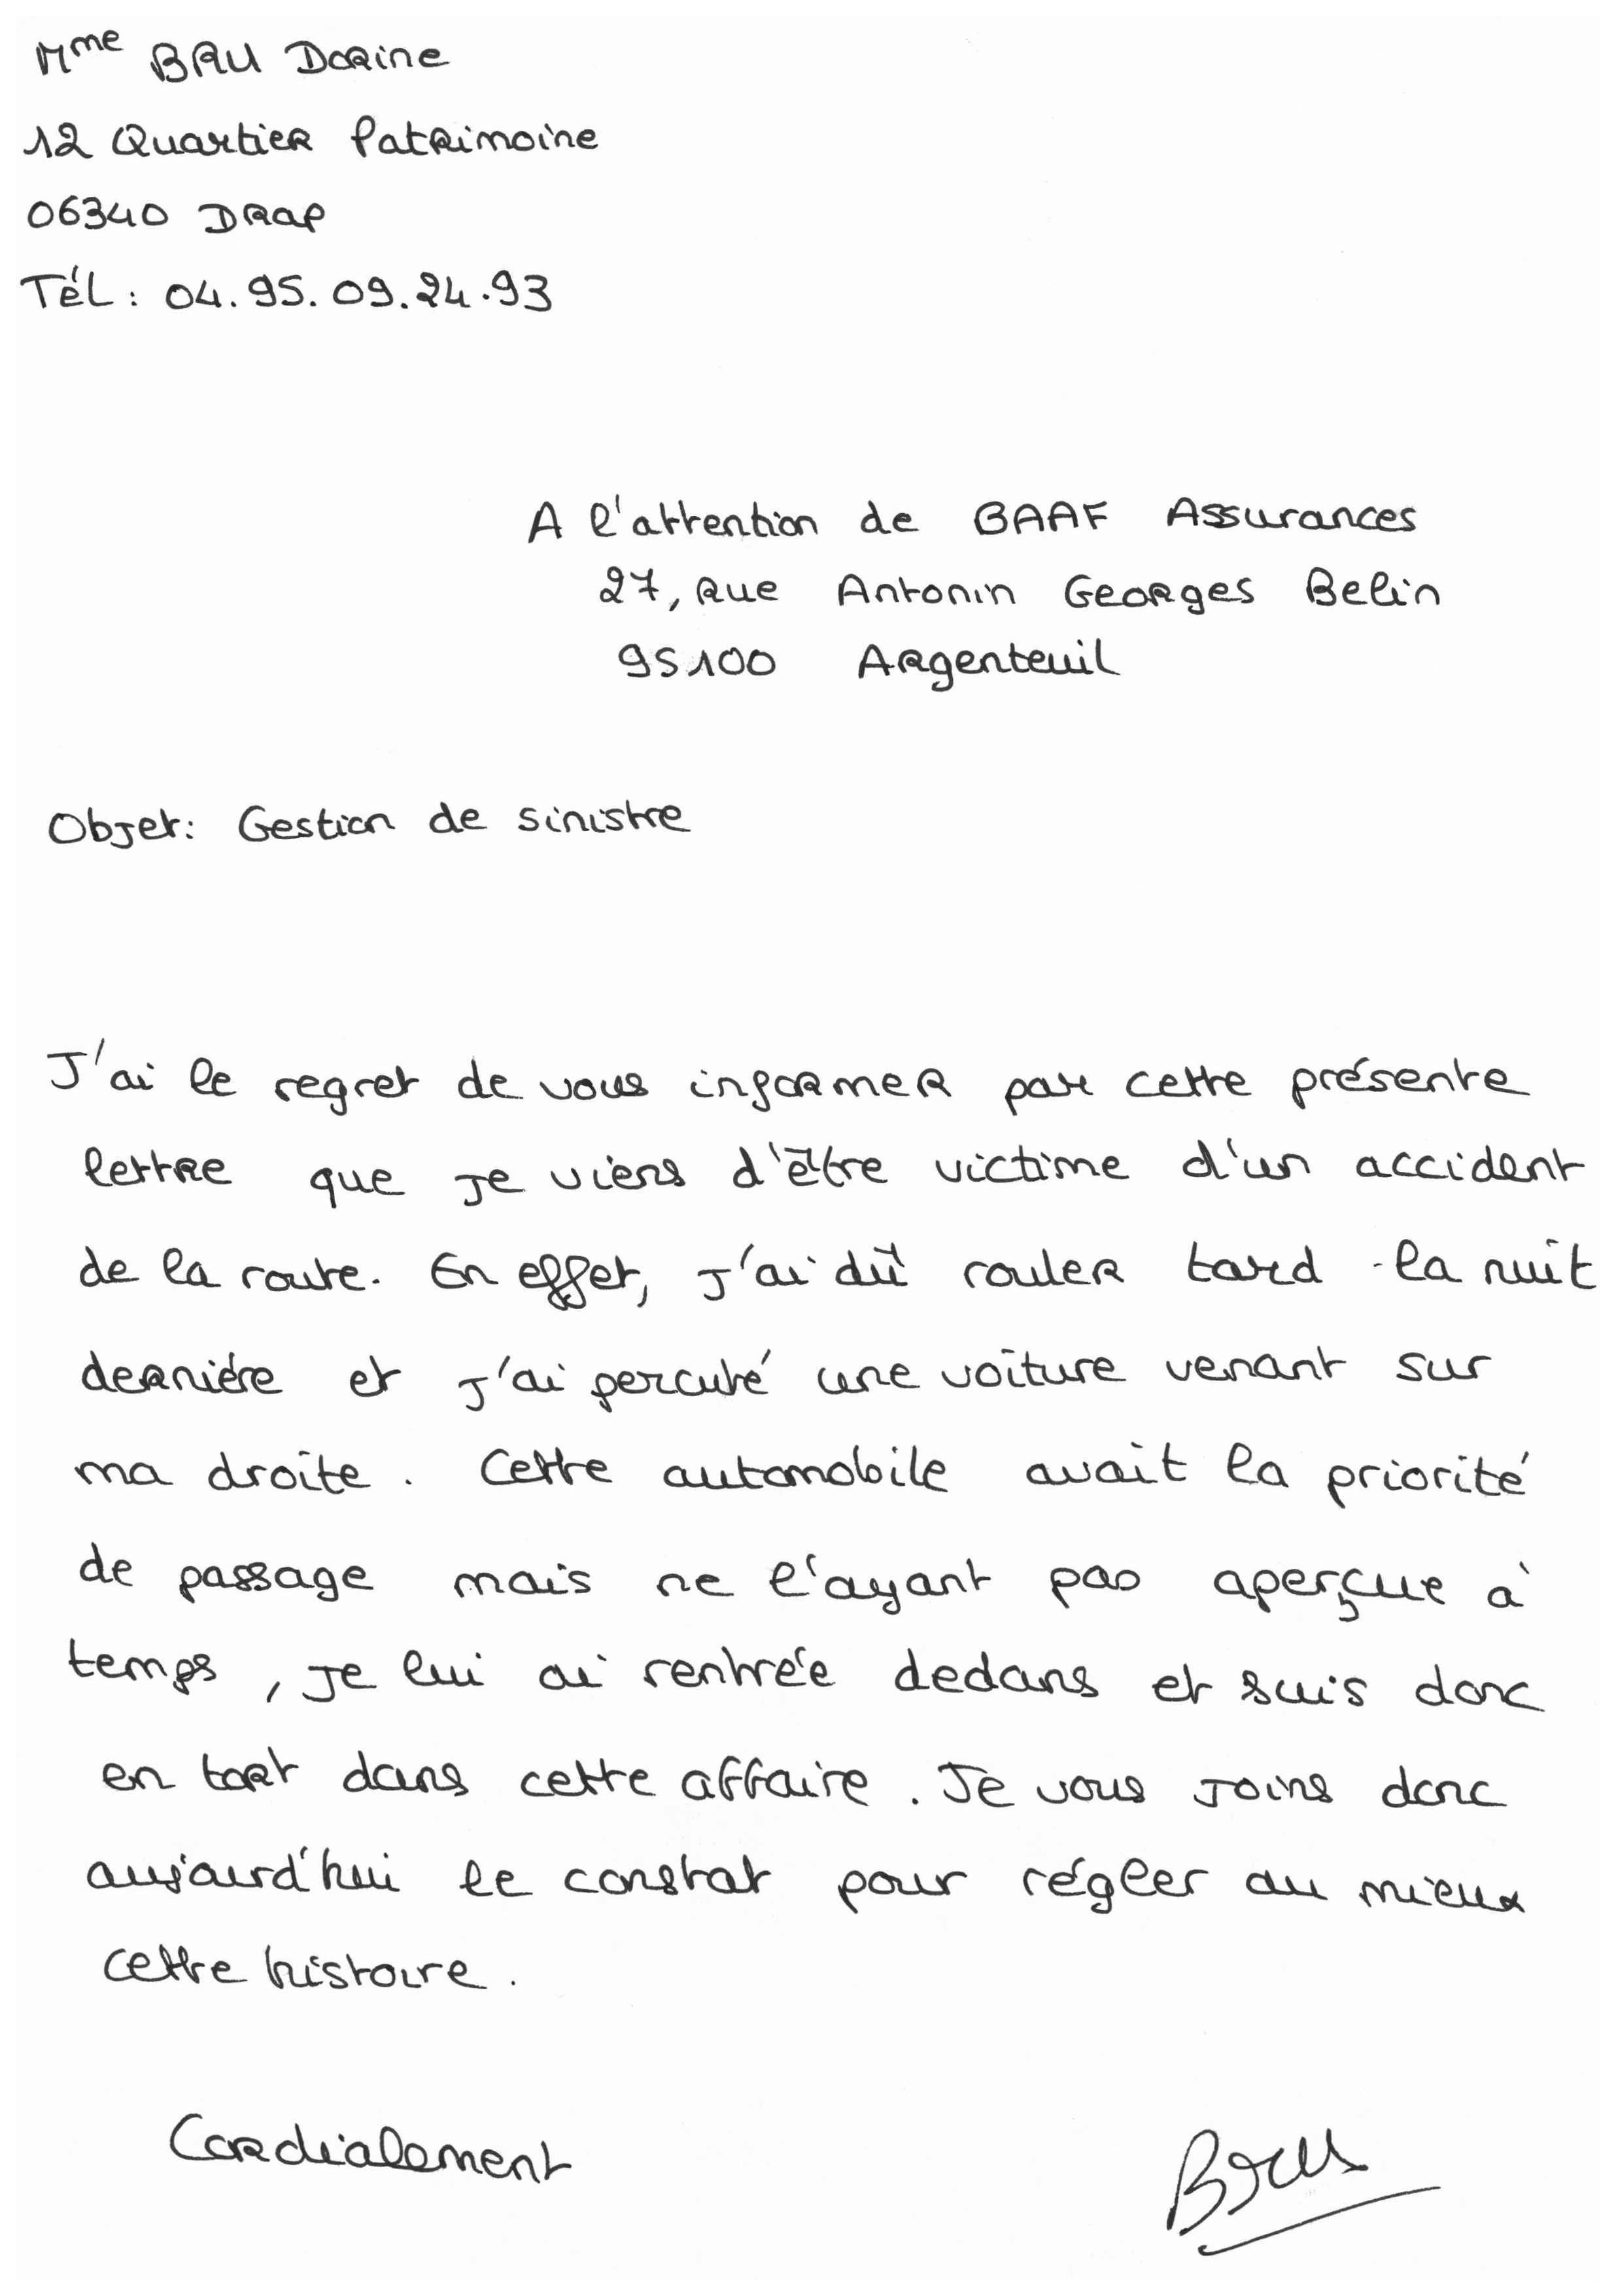 Mme BRU Dorine
12 Quartier Patrimoine
06340 DRAP
Tél : 04.95.09.24.93
A l'attention de BAAF Assurances
27, Rue Antonin Georges Belin
95100 Argenteuil
Objet : Gestion de sinistre
J'ai le regret de vous informer par cette présente
lettre que je viens d'être victime d'un accident
de la route. En effet, j'ai dû rouler tard la nuit
dernière et j'ai percuté une voiture venant sur
ma droite. Cette automobile avait la priorité
de passage mais ne l'ayant pas aperçue à
temps, je lui ai rentrée dedans et suis donc
en tort dans cette affaire. Je vous joins donc
aujourd'hui le constat pour régler au mieux
cette histoire.
Cordialement
Bru